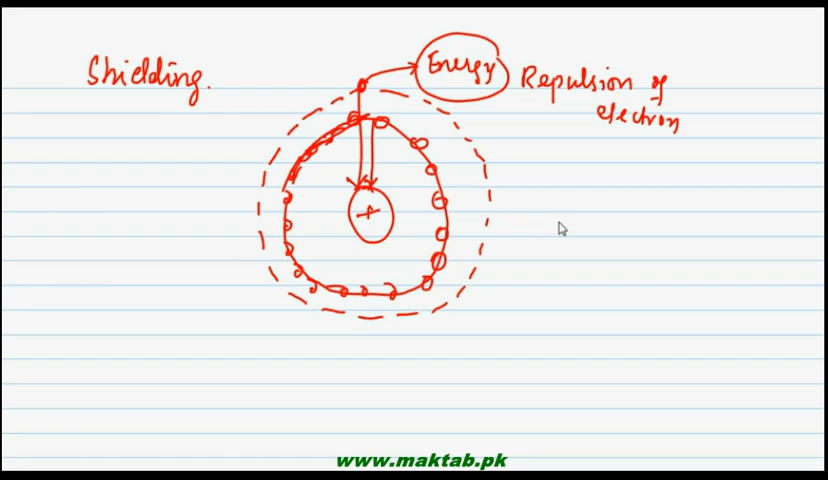 Shielding.
Energy
Repulsion of
electron
+
www.maktab.pk